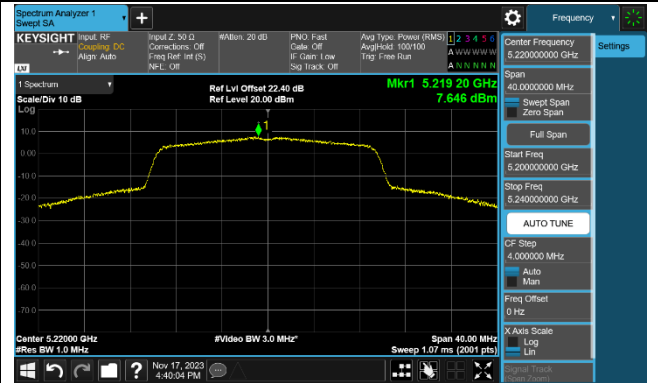 Spectrum Analyzer 1
Swept SA
Frequency
KEYSIGHT
Input: RF
Coupling: DC
Align: Auto
Input Z: 50 Ω
Corrections: Off
Freq Ref: Int (S)
NFE: Off
#Atten: 20 dB
PNO: Fast
Gate: Off
IF Gain: Low
Sig Track: Off
Avg Type: Power (RMS)
Avg|Hold: 100/100
Trig: Free Run
1 2 3 4 5 6
A W W W W W
A N N N N N
LXI
1 Spectrum
Scale/Div 10 dB
Log
Ref Lvl Offset 22.40 dB
Ref Level 20.00 dBm
Mkr1 5.219 20 GHz
7.646 dBm
1
10.0
0.00
-10.0
-20.0
-30.0
-40.0
-50.0
-60.0
-70.0
Center 5.22000 GHz
#Res BW 1.0 MHz
#Video BW 3.0 MHz*
Span 40.00 MHz
Sweep 1.07 ms (2001 pts)
Nov 17, 2023
4:40:04 PM
Center Frequency
5.220000000 GHz
Span
40.0000000 MHz
Swept Span
Zero Span
Full Span
Start Freq
5.200000000 GHz
Stop Freq
5.240000000 GHz
AUTO TUNE
CF Step
4.000000 MHz
Auto
Man
Freq Offset
0 Hz
X Axis Scale
Log
Lin
Signal Track
(Span Zoom)
Settings